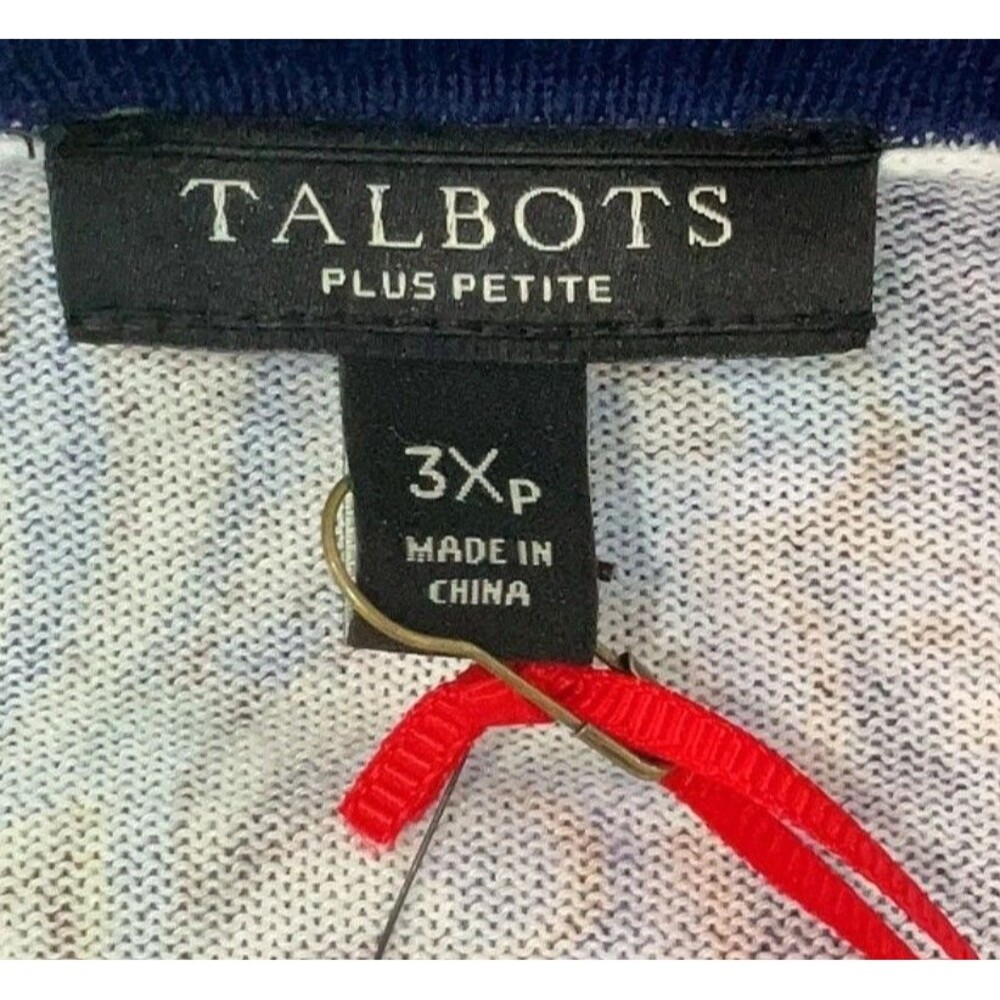 TALBOTS
PLUS PETITE
3XP
MADE IN
CHINA